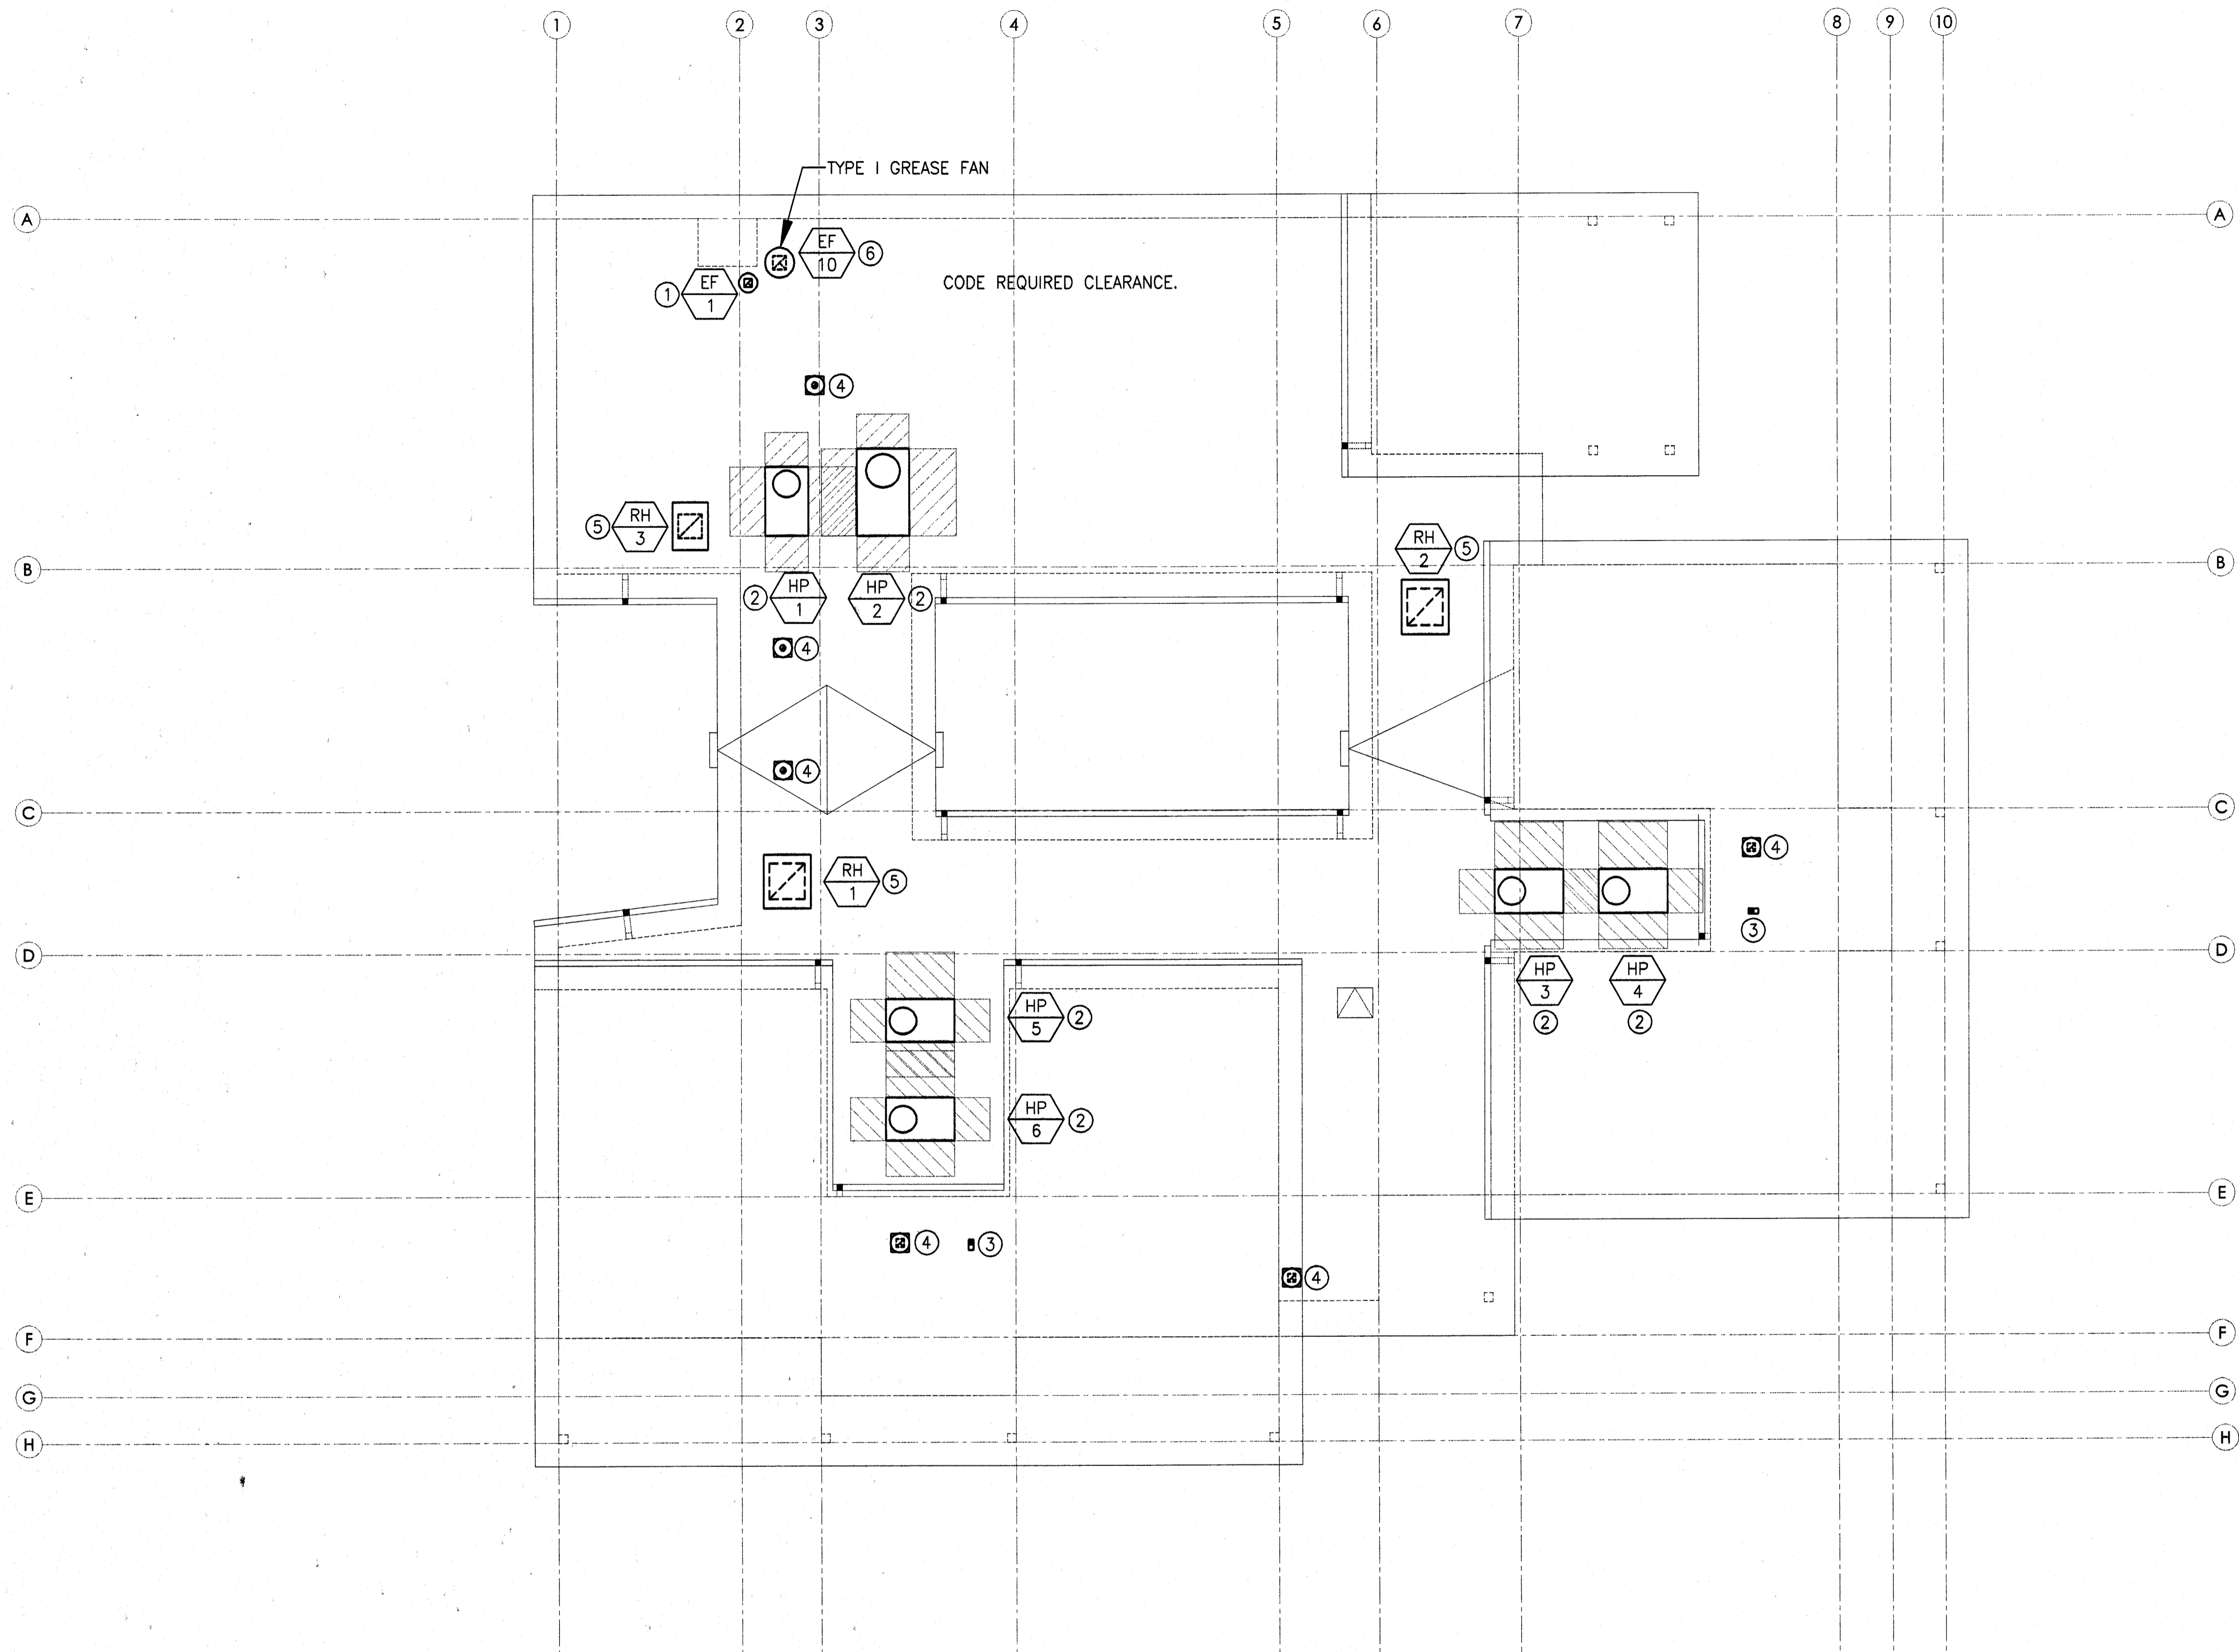 1 2 3 4 5 6 7 8 9 10
TYPE I GREASE FAN
A A
EF
10
6
1
EF
1
CODE REQUIRED CLEARANCE.
4
5
RH
3
RH
2
5
B B
2
HP
1
HP
2
2
4
4
C C
4
RH
1
5
3
D D
HP
3
2
HP
4
2
HP
5
2
HP
6
2
E E
4
3
4
F F
G G
H H